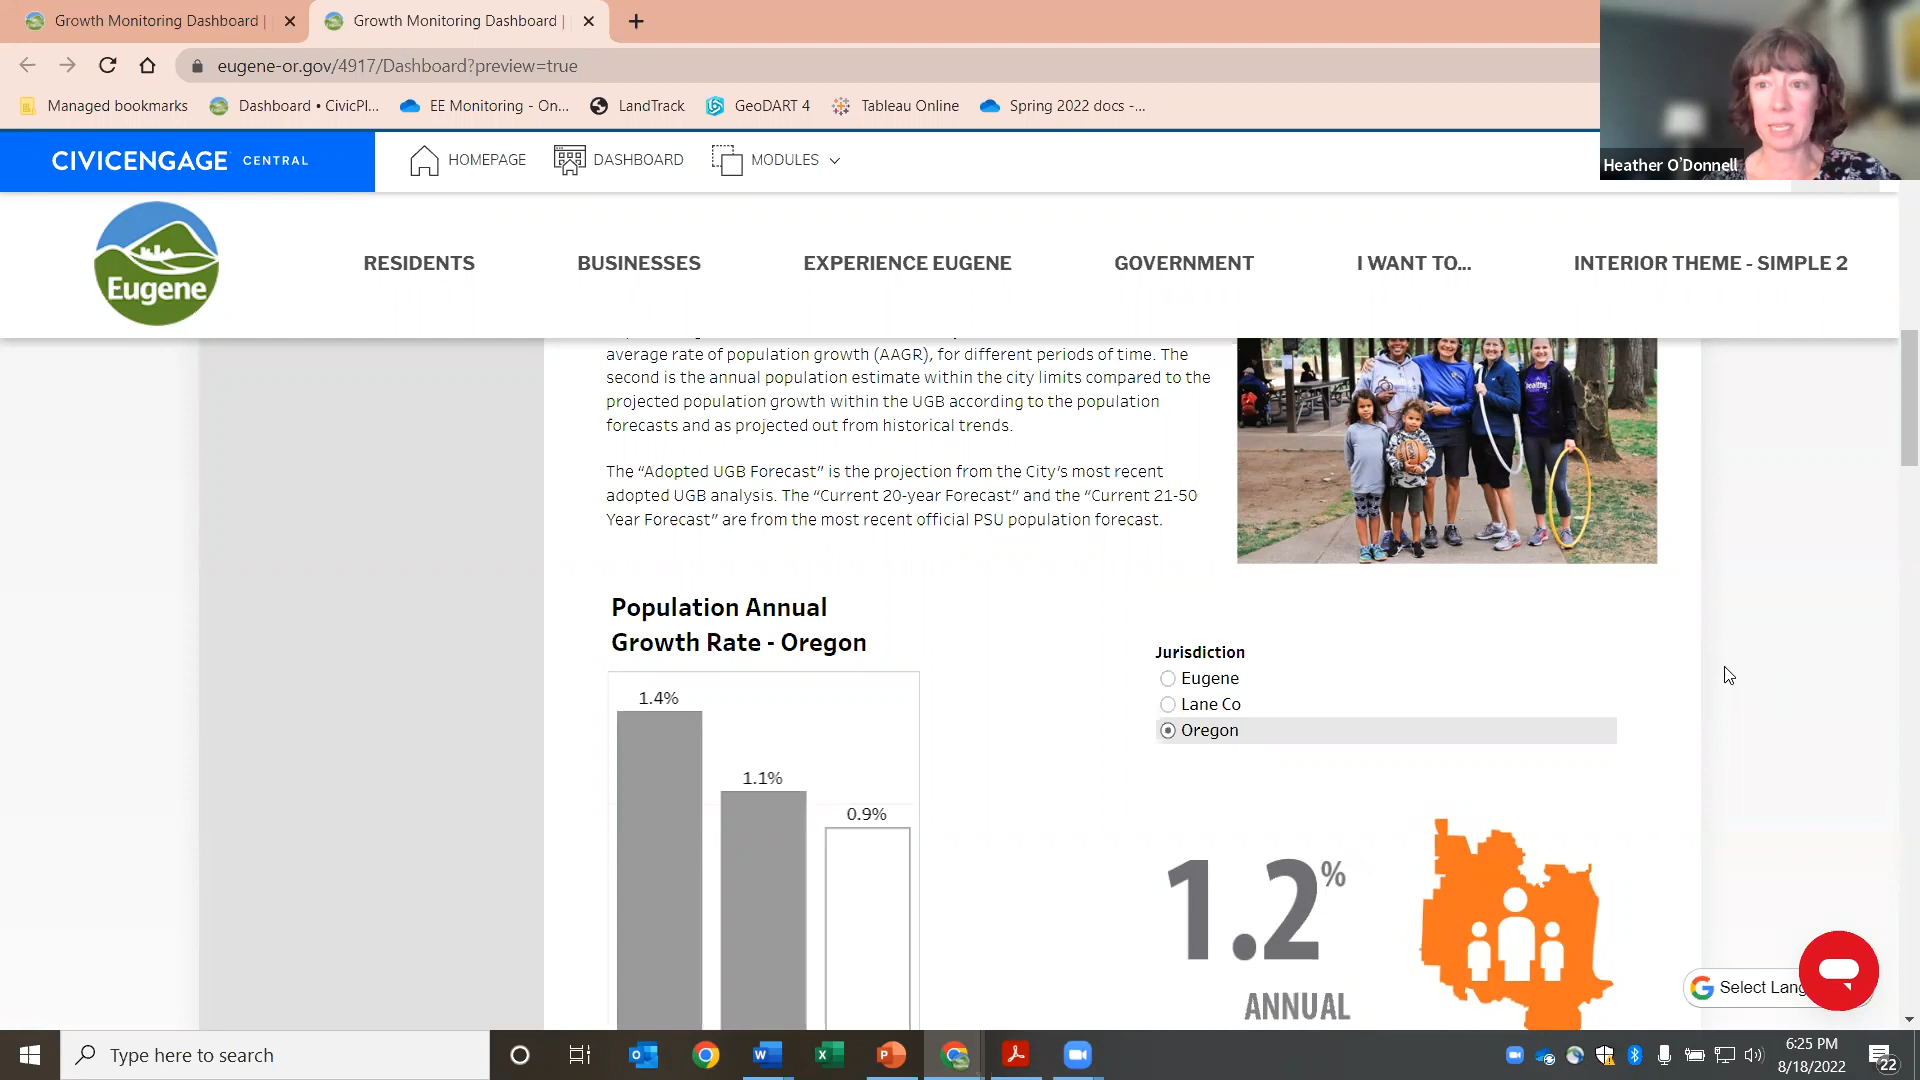 Growth Monitoring Dashboard |
Growth Monitoring Dashboard |
eugene-or.gov/4917/Dashboard?preview=true
Managed bookmarks
Dashboard • CivicPl...
EE Monitoring - On...
LandTrack
GeoDART 4
Tableau Online
Spring 2022 docs -...
Heather O'Donnell
CIVICENGAGE CENTRAL
HOMEPAGE
DASHBOARD
MODULES
Eugene
RESIDENTS
BUSINESSES
EXPERIENCE EUGENE
GOVERNMENT
I WANT TO...
INTERIOR THEME - SIMPLE 2
average rate of population growth (AAGR), for different periods of time. The
second is the annual population estimate within the city limits compared to the
projected population growth within the UGB according to the population
forecasts and as projected out from historical trends.
The “Adopted UGB Forecast” is the projection from the City’s most recent
adopted UGB analysis. The “Current 20-year Forecast” and the “Current 21-50
Year Forecast” are from the most recent official PSU population forecast.
Population Annual
Growth Rate - Oregon
1.4%
1.1%
0.9%
Jurisdiction
Eugene
Lane Co
Oregon
1.2%
ANNUAL
Select Lang
Type here to search
6:25 PM
8/18/2022
22